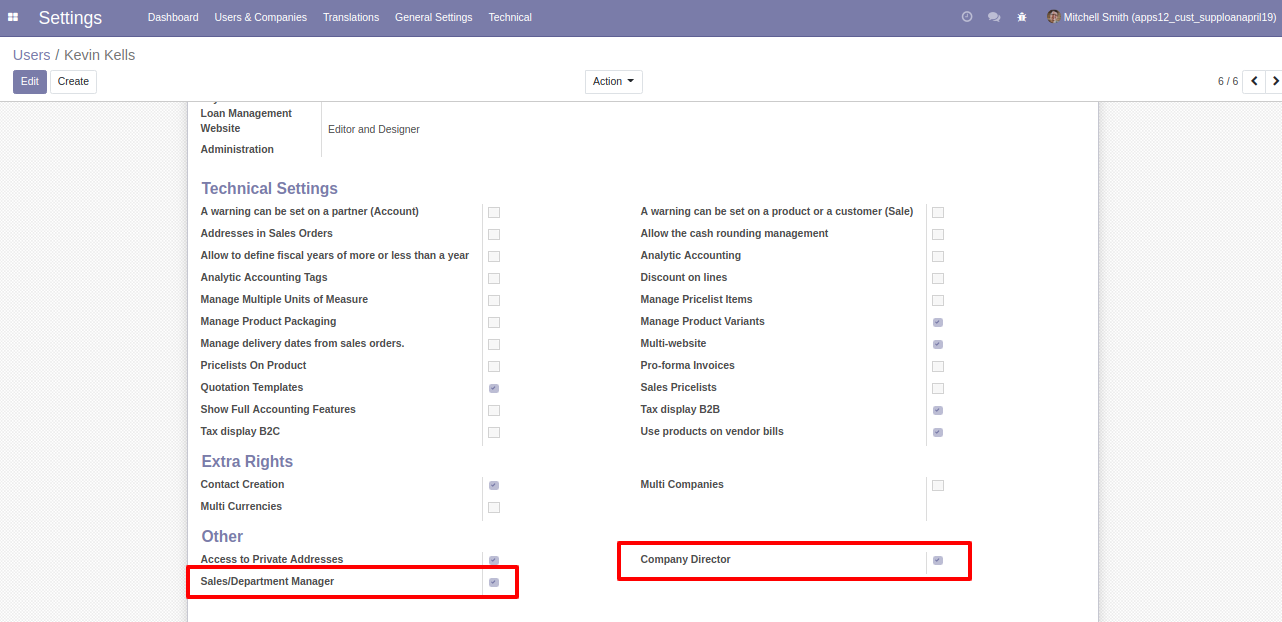 Settings Dashboard Users & Companies Translations General Settings Technical Mitchell Smith (apps12_cust_supploanapril19)
Users / Kevin Kells
Edit Create Action 6 / 6
Loan Management
Website Editor and Designer
Administration
Technical Settings
A warning can be set on a partner (Account) A warning can be set on a product or a customer (Sale)
Addresses in Sales Orders Allow the cash rounding management
Allow to define fiscal years of more or less than a year Analytic Accounting
Analytic Accounting Tags Discount on lines
Manage Multiple Units of Measure Manage Pricelist Items
Manage Product Packaging Manage Product Variants
Manage delivery dates from sales orders. Multi-website
Pricelists On Product Pro-forma Invoices
Quotation Templates Sales Pricelists
Show Full Accounting Features Tax display B2B
Tax display B2C Use products on vendor bills
Extra Rights
Contact Creation Multi Companies
Multi Currencies
Other
Access to Private Addresses Company Director
Sales/Department Manager